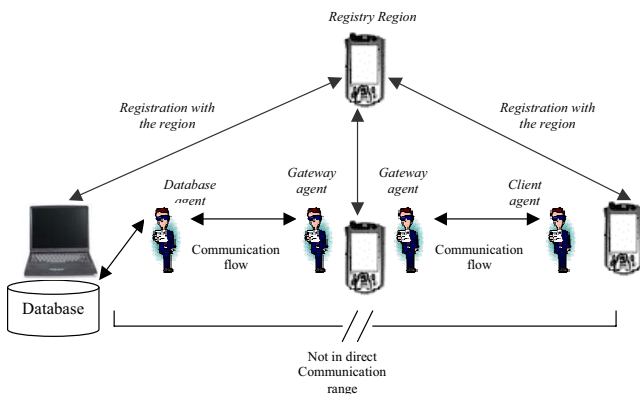 Registry Region
Registration with
the region
Registration with
the region
Database
agent
Gateway
agent
Gateway
agent
Client
agent
Communication
flow
Communication
flow
Database
Not in direct
Communication
range